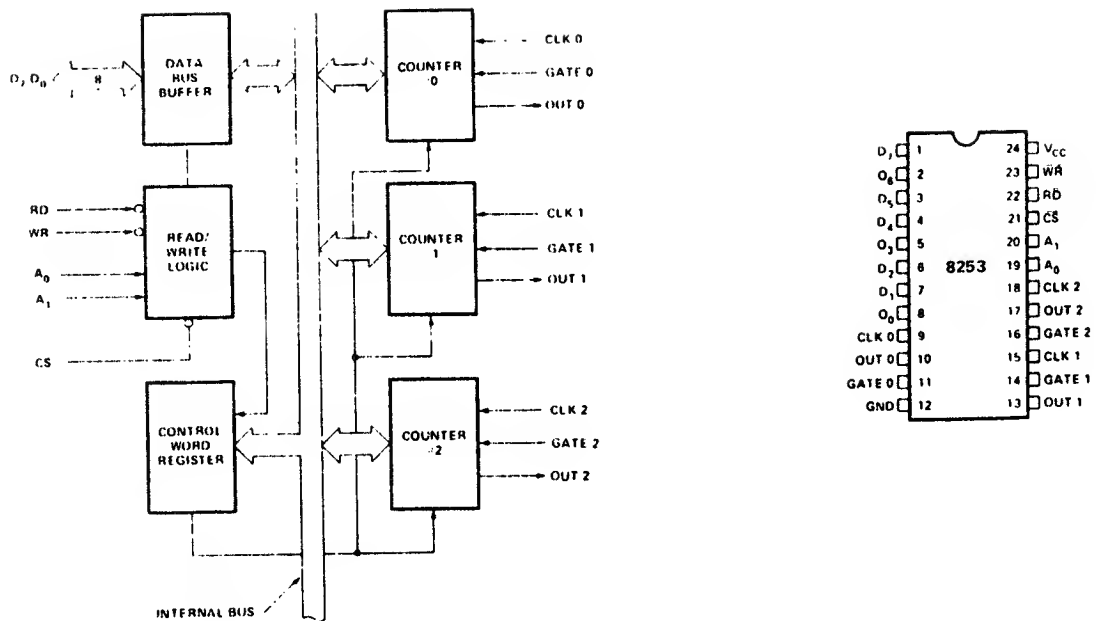 DATA
BUS
BUFFER
D7 D0
8
READ/
WRITE
LOGIC
RD
WR
A0
A1
CS
CONTROL
WORD
REGISTER
INTERNAL BUS
COUNTER
CLK 0
GATE 0
OUT 0
COUNTER
1
CLK 1
GATE 1
OUT 1
COUNTER
CLK 2
GATE 2
OUT 2
8253
D7 1
O6 2
D5 3
D4 4
O3 5
D2 6
D1 7
O0 8
CLK 0 9
OUT 0 10
GATE 0 11
GND 12
24 VCC
23 WR
22 RD
21 CS
20 A1
19 A0
18 CLK 2
17 OUT 2
16 GATE 2
15 CLK 1
14 GATE 1
13 OUT 1